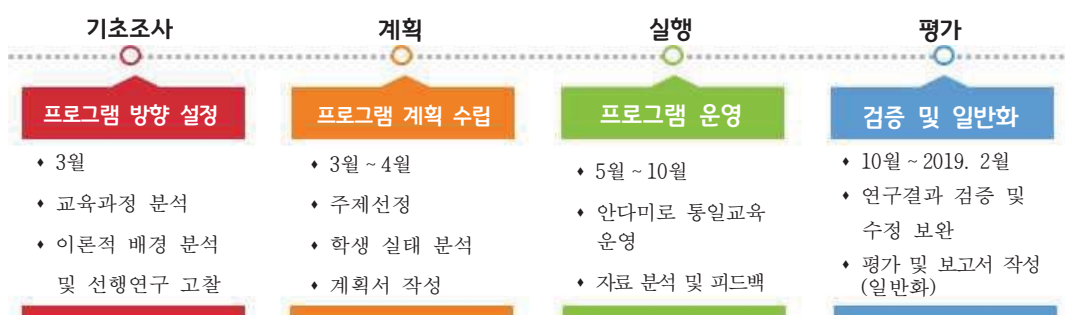 기초조사
계획
실행
평가
프로그램 방향 설정
프로그램 계획 수립
프로그램 운영
검증 및 일반화
• 3월
• 교육과정 분석
• 이론적 배경 분석
및 선행연구 고찰
• 3월 ~ 4월
• 주제선정
• 학생 실태 분석
• 계획서 작성
• 5월 ~ 10월
• 안다미로 통일교육
운영
• 자료 분석 및 피드백
• 10월 ~ 2019. 2월
• 연구결과 검증 및
수정 보완
• 평가 및 보고서 작성
(일반화)